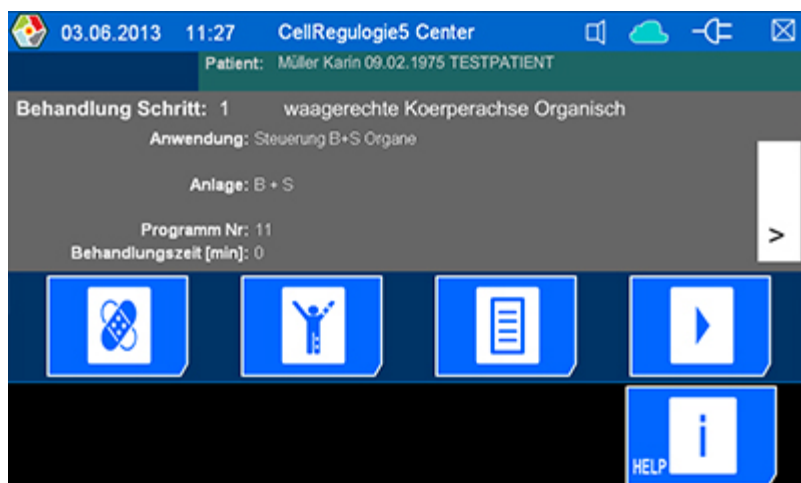 03.06.2013 11:27 CellRegulogie5 Center
Patient: Müller Karin 09.02.1975 TESTPATIENT
Behandlung Schritt: 1 waagerechte Koerperachse Organisch
Anwendung: Steuerung B+S Organe
Anlage: B + S
Programm Nr: 11
>
Behandlungszeit [min]: 0
HELP i